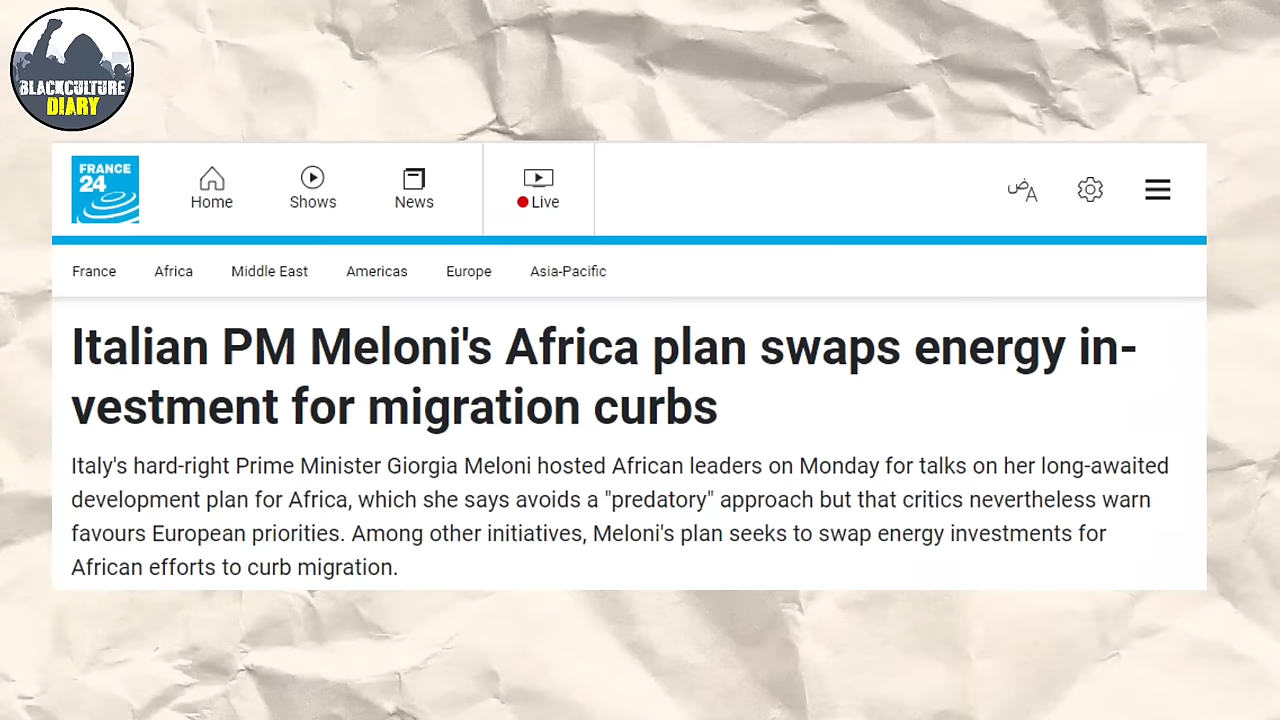 BLACKCULTURE
DIARY
FRANCE
24
Home
Shows
News
Live
ضA
France
Africa
Middle East
Americas
Europe
Asia-Pacific
Italian PM Meloni's Africa plan swaps energy in-
vestment for migration curbs
Italy's hard-right Prime Minister Giorgia Meloni hosted African leaders on Monday for talks on her long-awaited
development plan for Africa, which she says avoids a "predatory" approach but that critics nevertheless warn
favours European priorities. Among other initiatives, Meloni's plan seeks to swap energy investments for
African efforts to curb migration.